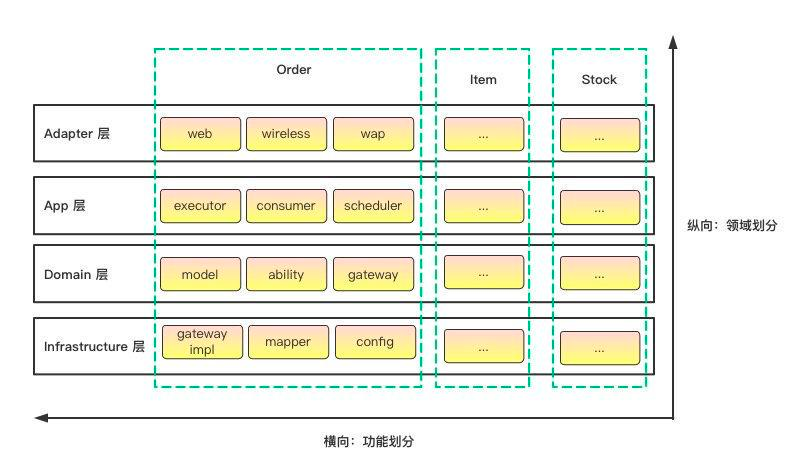 Order
Item
Stock
Adapter 层
web
wireless
wap
...
...
App 层
executor
consumer
scheduler
...
...
纵向：领域划分
Domain 层
model
ability
gateway
...
...
Infrastructure 层
gateway
impl
mapper
config
...
...
横向：功能划分